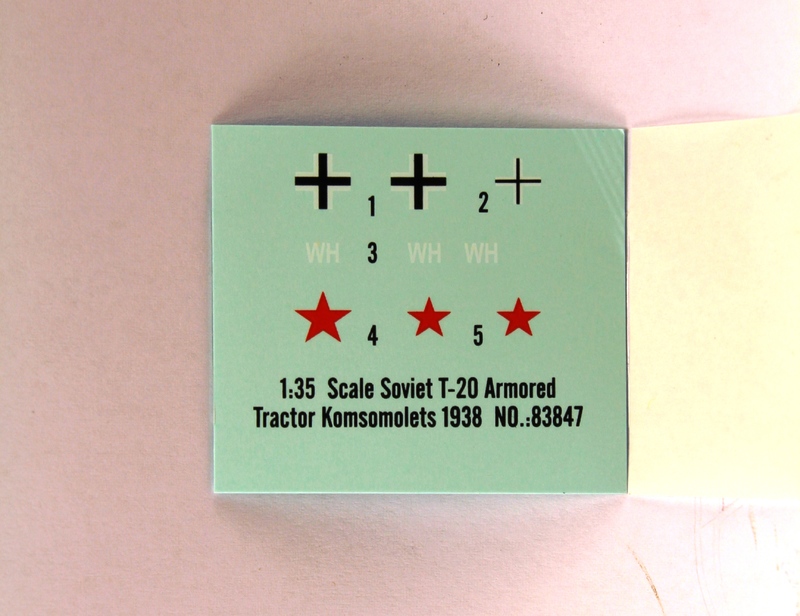 1 2
WH 3 WH WH
4 5
1:35 Scale Soviet T-20 Armored
Tractor Komsomolets 1938 NO.:83847